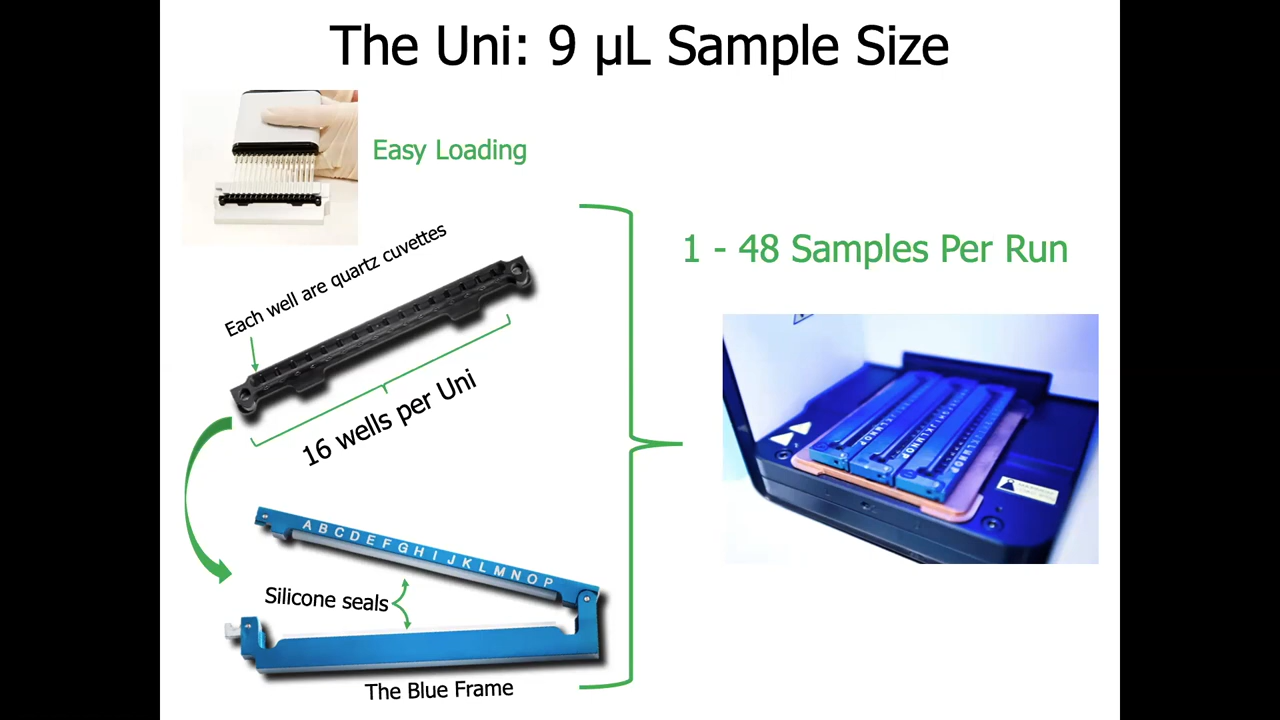 The Uni: 9 µL Sample Size
Easy Loading
Each well are quartz cuvettes
16 wells per Uni
1 - 48 Samples Per Run
A B C D E F G H I J K L M N O P
Silicone seals
The Blue Frame